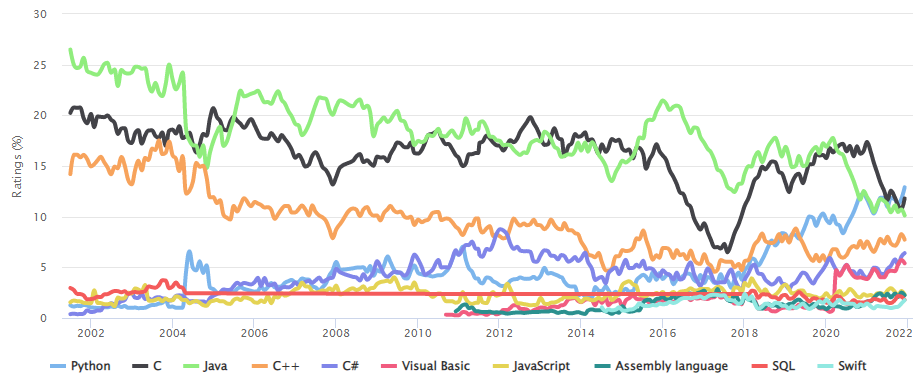 30
25
20
15
10
5
0
Ratings (%)
2002 2004 2006 2008 2010 2012 2014 2016 2018 2020 2022
Python C Java C++ C# Visual Basic JavaScript Assembly language SQL Swift